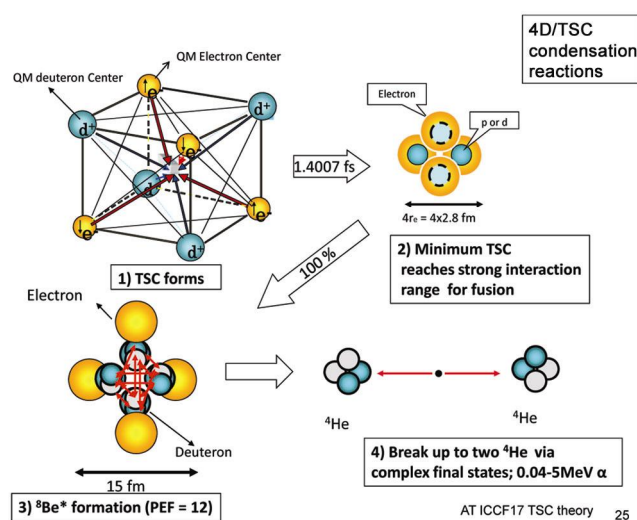 4D/TSC
condensation
reactions
QM Electron Center
QM deuteron Center
e-
d+
d+
e-
d+
e-
e-
d+
1.4007 fs
Electron
p or d
4re = 4x2.8 fm
1) TSC forms
2) Minimum TSC
reaches strong interaction
range for fusion
100 %
Electron
Deuteron
15 fm
3) ⁸Be* formation (PEF = 12)
⁴He
⁴He
4) Break up to two ⁴He via
complex final states; 0.04-5MeV α
AT ICCF17 TSC theory
25